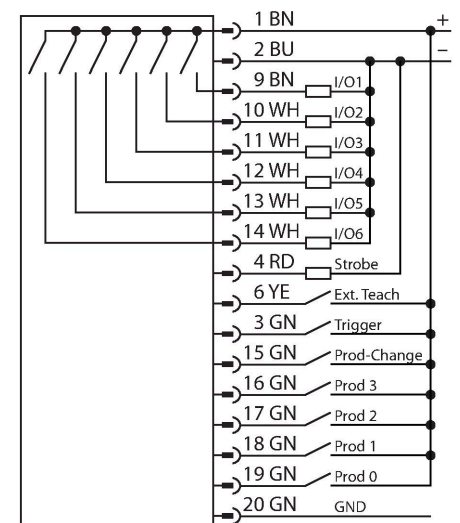 1 BN +
2 BU −
9 BN I/O1
10 WH I/O2
11 WH I/O3
12 WH I/O4
13 WH I/O5
14 WH I/O6
4 RD Strobe
6 YE Ext. Teach
3 GN Trigger
15 GN Prod-Change
16 GN Prod 3
17 GN Prod 2
18 GN Prod 1
19 GN Prod 0
20 GN GND